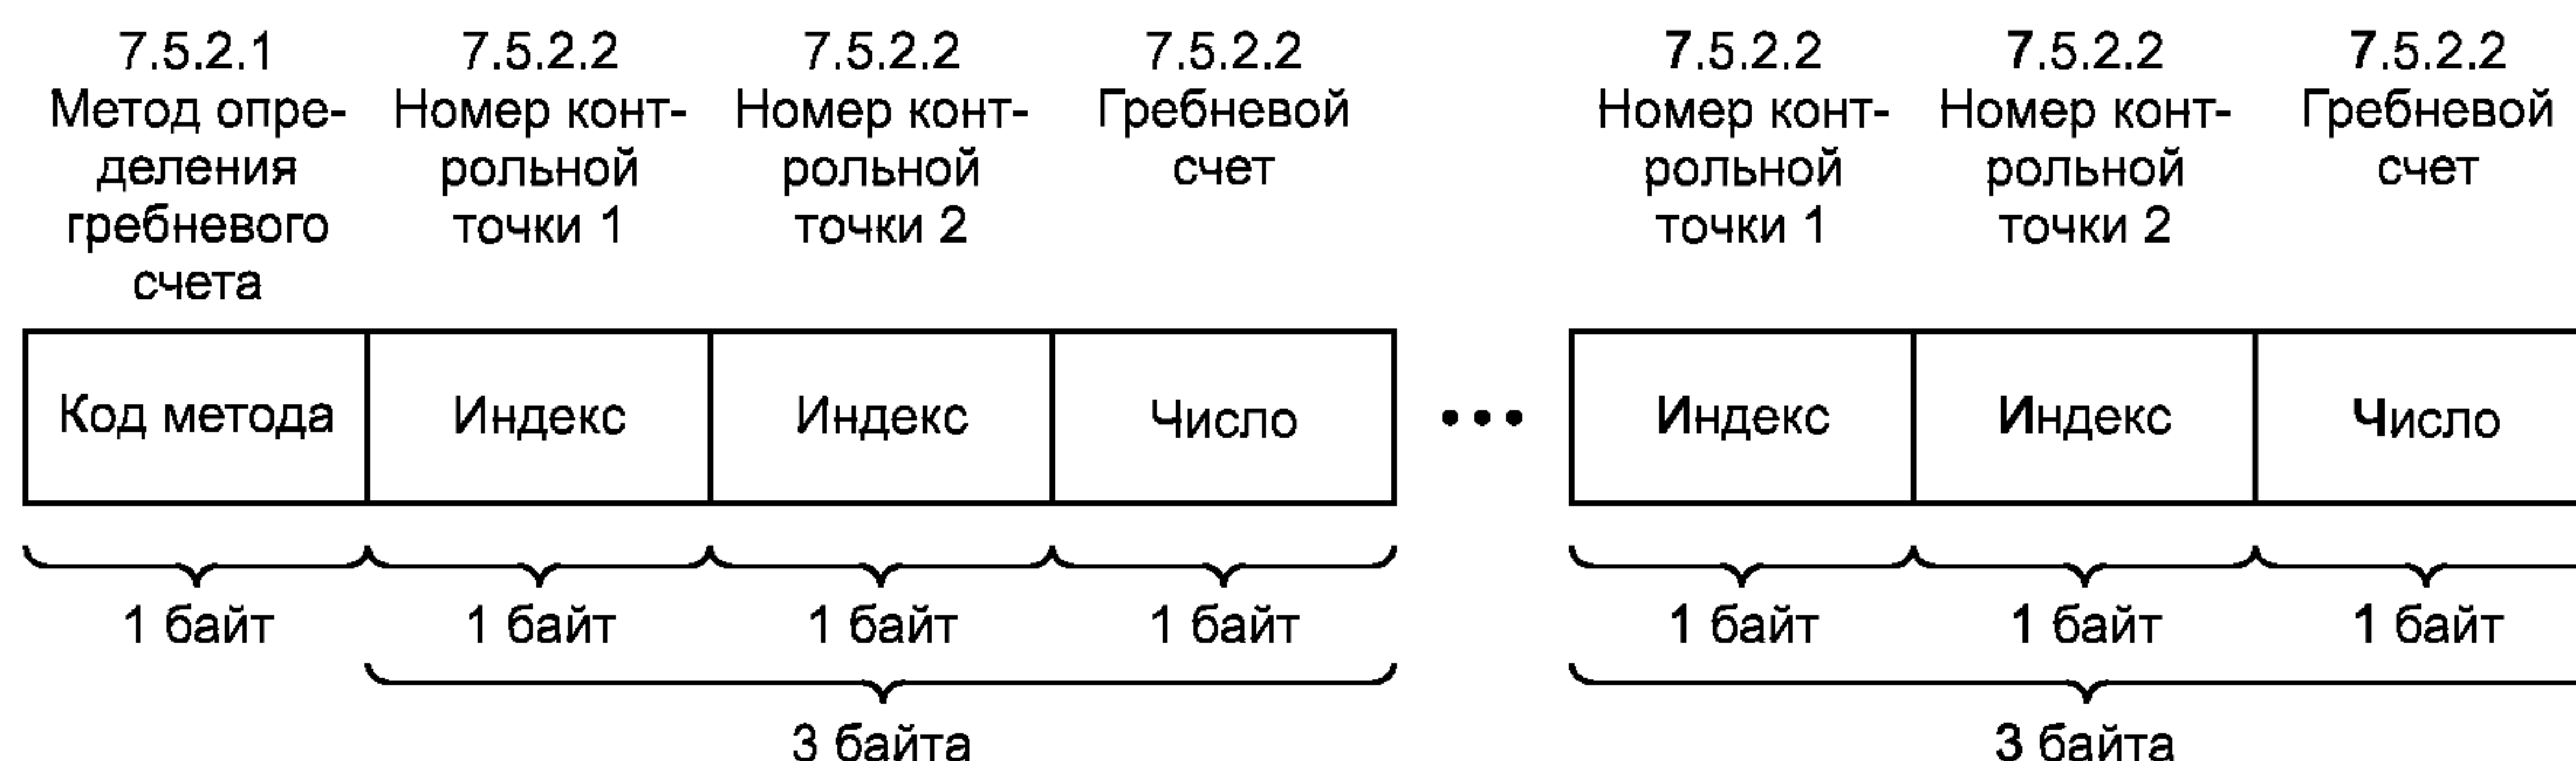 7.5.2.1 7.5.2.2 7.5.2.2 7.5.2.2 7.5.2.2 7.5.2.2 7.5.2.2
Метод опре- Номер конт- Номер конт- Гребневой Номер конт- Номер конт- Гребневой
деления рольной рольной счет рольной рольной счет
гребневого точки 1 точки 2 точки 1 точки 2
счета
Код метода Индекс Индекс Число ••• Индекс Индекс Число
1 байт 1 байт 1 байт 1 байт 1 байт 1 байт 1 байт
3 байта 3 байта